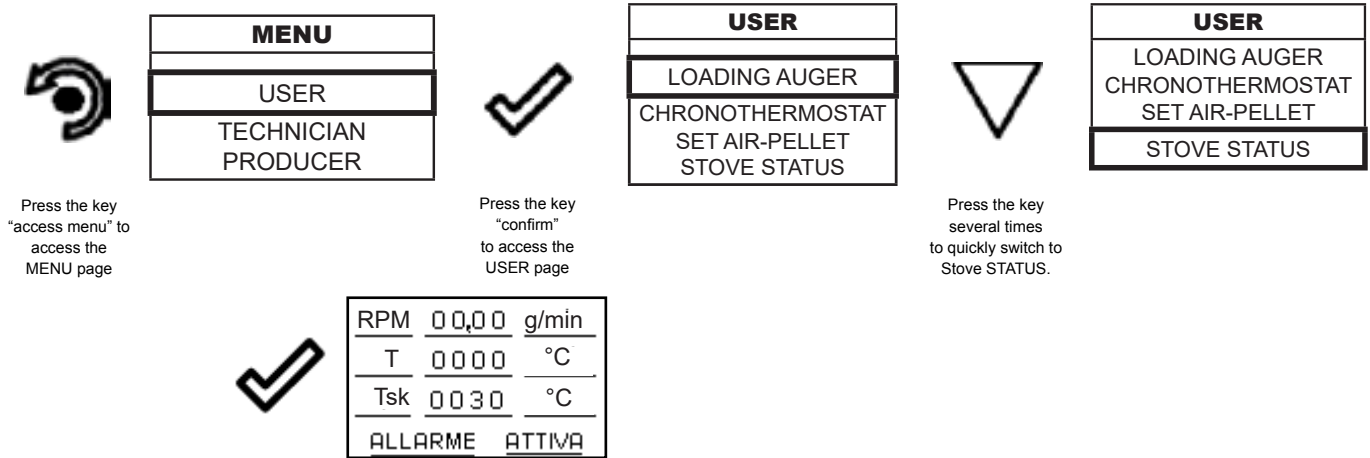 MENU
USER
TECHNICIAN
PRODUCER
Press the key
“access menu” to
access the
MENU page
Press the key
“confirm”
to access the
USER page
USER
LOADING AUGER
CHRONOTHERMOSTAT
SET AIR-PELLET
STOVE STATUS
Press the key
several times
to quickly switch to
Stove STATUS.
USER
LOADING AUGER
CHRONOTHERMOSTAT
SET AIR-PELLET
STOVE STATUS
RPM 00,00 g/min
T 0000 °C
Tsk 0030 °C
ALLARME ATTIVA